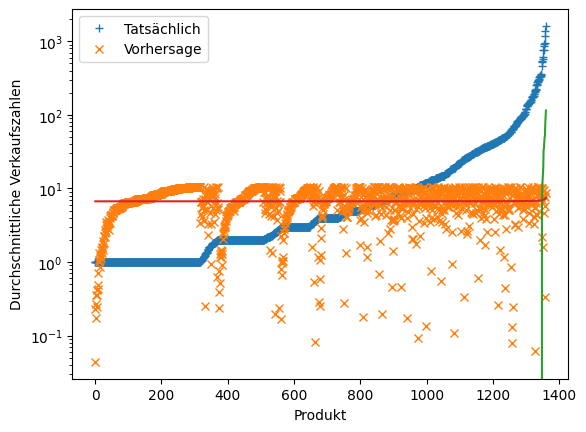 Tatsächlich
Vorhersage
Durchschnittliche Verkaufszahlen
10³
10²
10¹
10⁰
10⁻¹
0 200 400 600 800 1000 1200 1400
Produkt